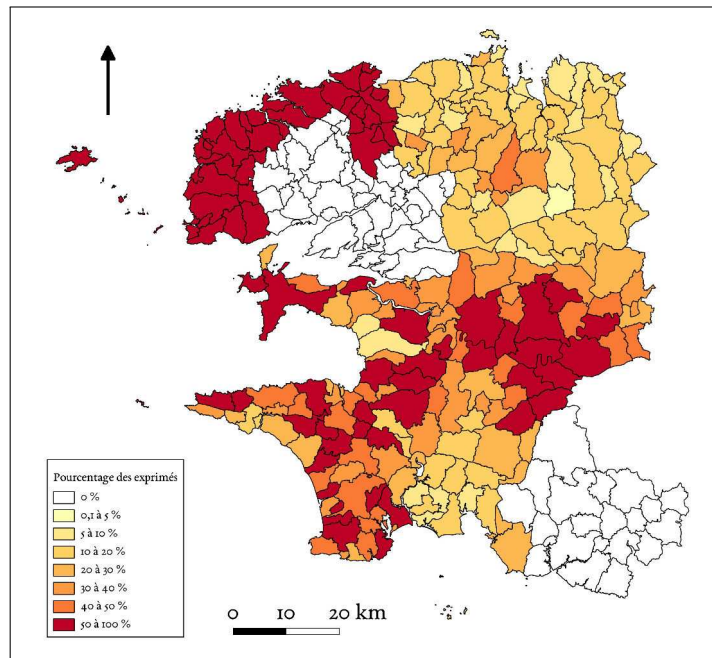 Pourcentage des exprimés
0 %
0,1 à 5 %
5 à 10 %
10 à 20 %
20 à 30 %
30 à 40 %
40 à 50 %
50 à 100 %
0 10 20 km